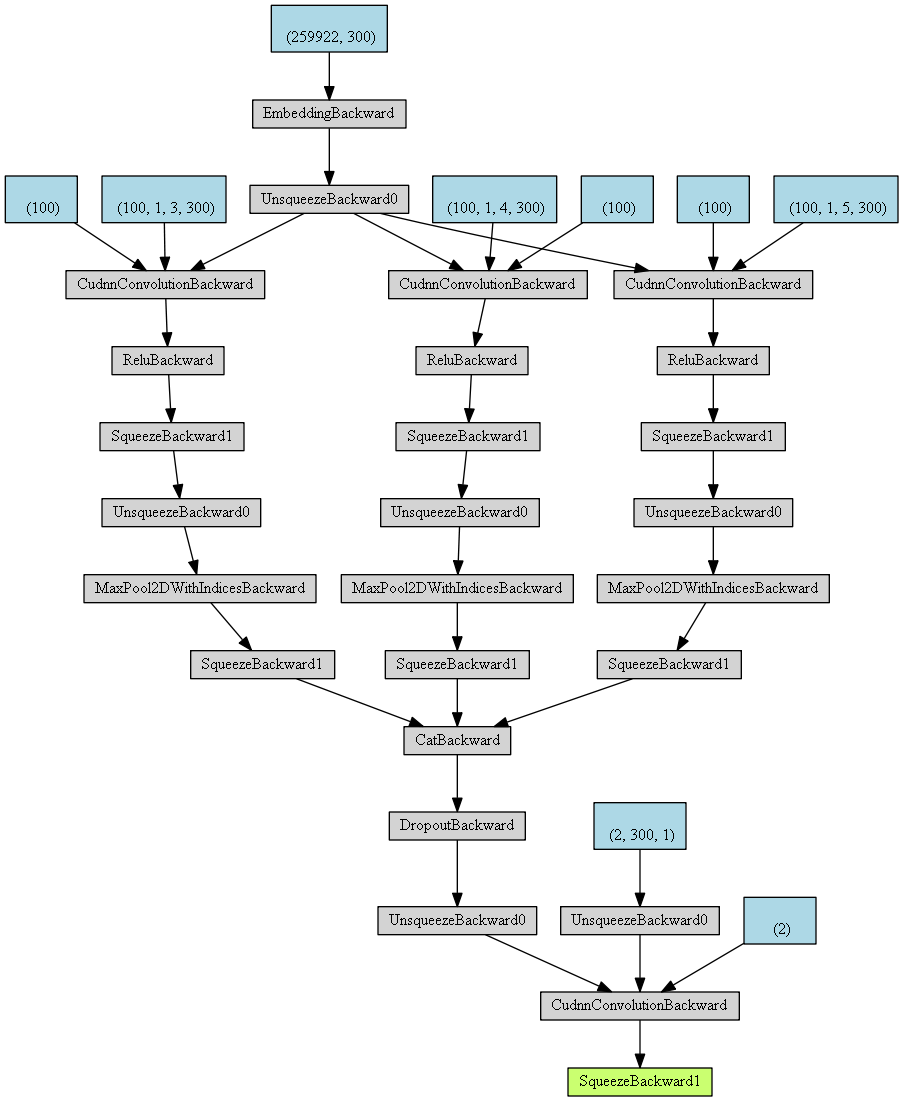 (259922, 300)
EmbeddingBackward
UnsqueezeBackward0
(100)
(100, 1, 3, 300)
(100, 1, 4, 300)
(100)
(100)
(100, 1, 5, 300)
CudnnConvolutionBackward
CudnnConvolutionBackward
CudnnConvolutionBackward
ReluBackward
ReluBackward
ReluBackward
SqueezeBackward1
SqueezeBackward1
SqueezeBackward1
UnsqueezeBackward0
UnsqueezeBackward0
UnsqueezeBackward0
MaxPool2DWithIndicesBackward
MaxPool2DWithIndicesBackward
MaxPool2DWithIndicesBackward
SqueezeBackward1
SqueezeBackward1
SqueezeBackward1
CatBackward
DropoutBackward
(2, 300, 1)
UnsqueezeBackward0
UnsqueezeBackward0
(2)
CudnnConvolutionBackward
SqueezeBackward1